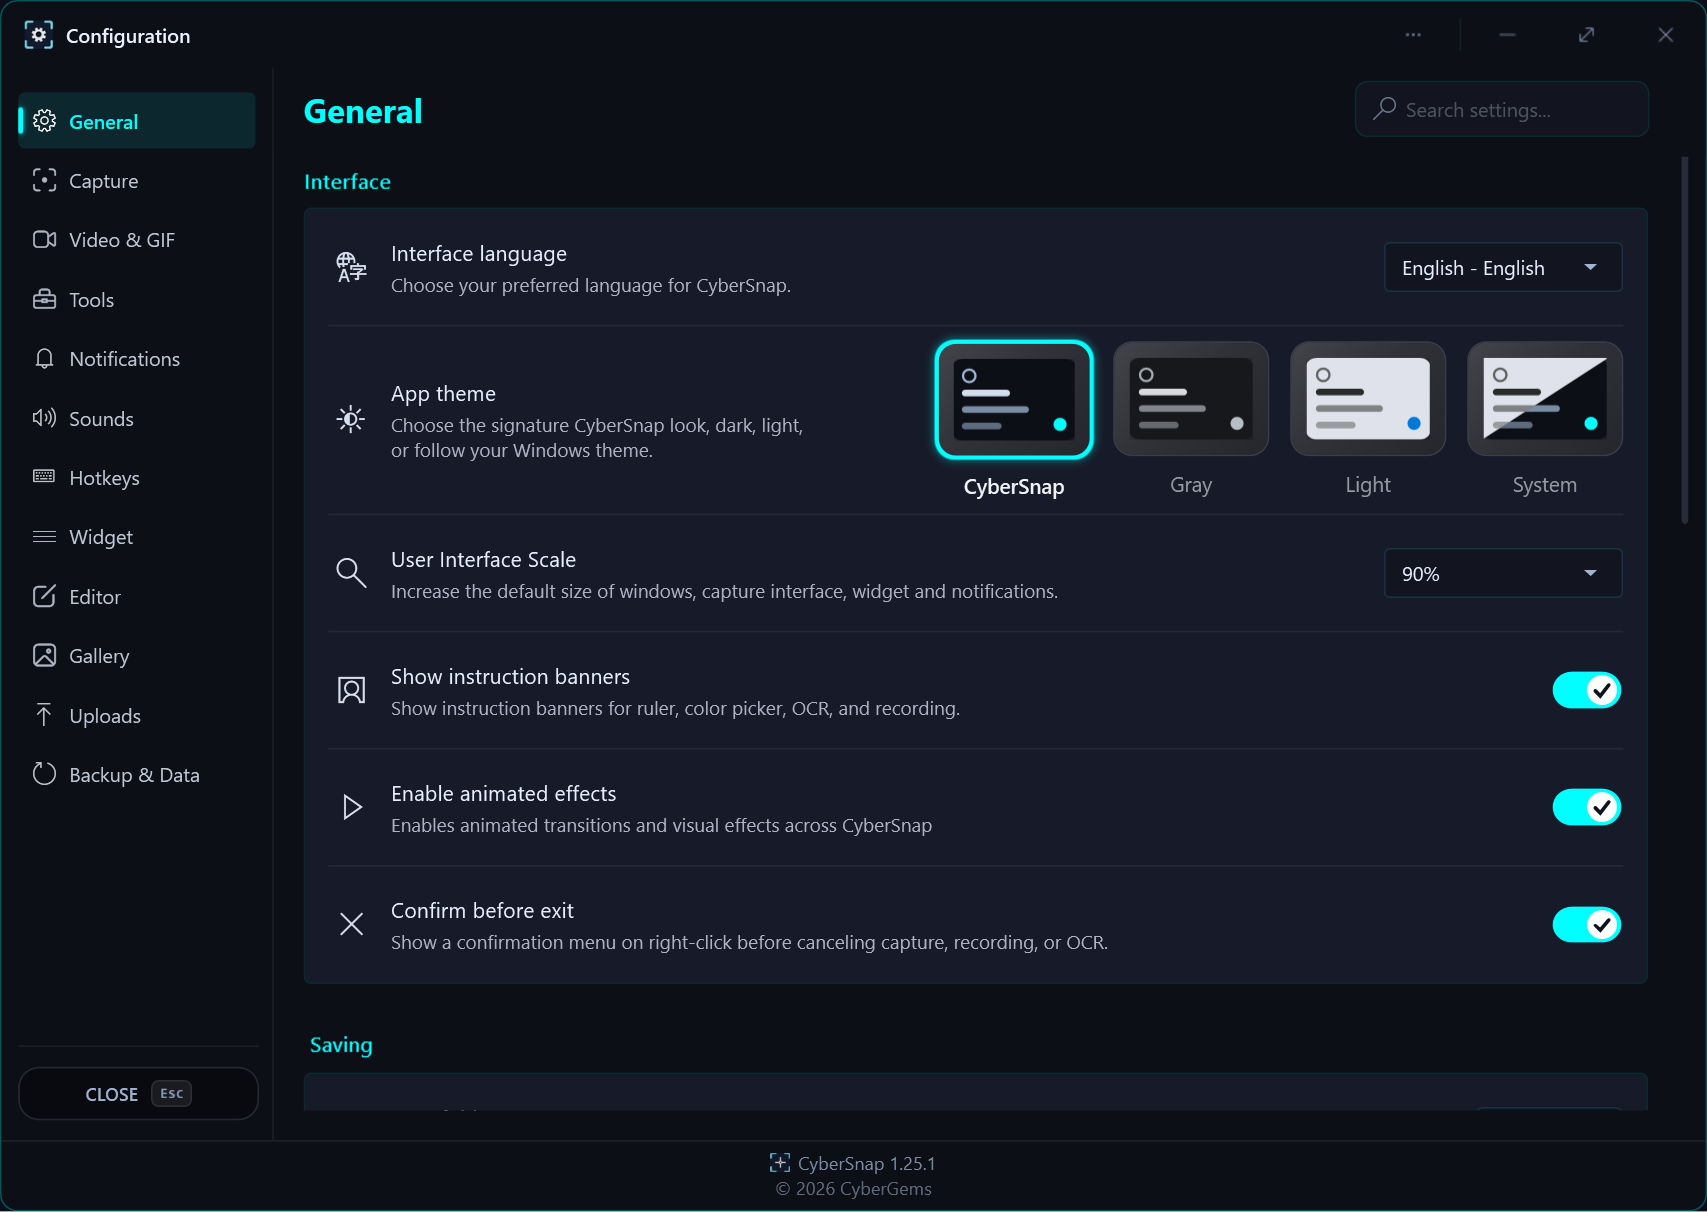 Configuration
General
Capture
Video & GIF
Tools
Notifications
Sounds
Hotkeys
Widget
Editor
Gallery
Uploads
Backup & Data
CLOSE Esc
General
Search settings...
Interface
Interface language
Choose your preferred language for CyberSnap.
English - English
App theme
Choose the signature CyberSnap look, dark, light,
or follow your Windows theme.
CyberSnap
Gray
Light
System
User Interface Scale
Increase the default size of windows, capture interface, widget and notifications.
90%
Show instruction banners
Show instruction banners for ruler, color picker, OCR, and recording.
Enable animated effects
Enables animated transitions and visual effects across CyberSnap
Confirm before exit
Show a confirmation menu on right-click before canceling capture, recording, or OCR.
Saving
CyberSnap 1.25.1
© 2026 CyberGems